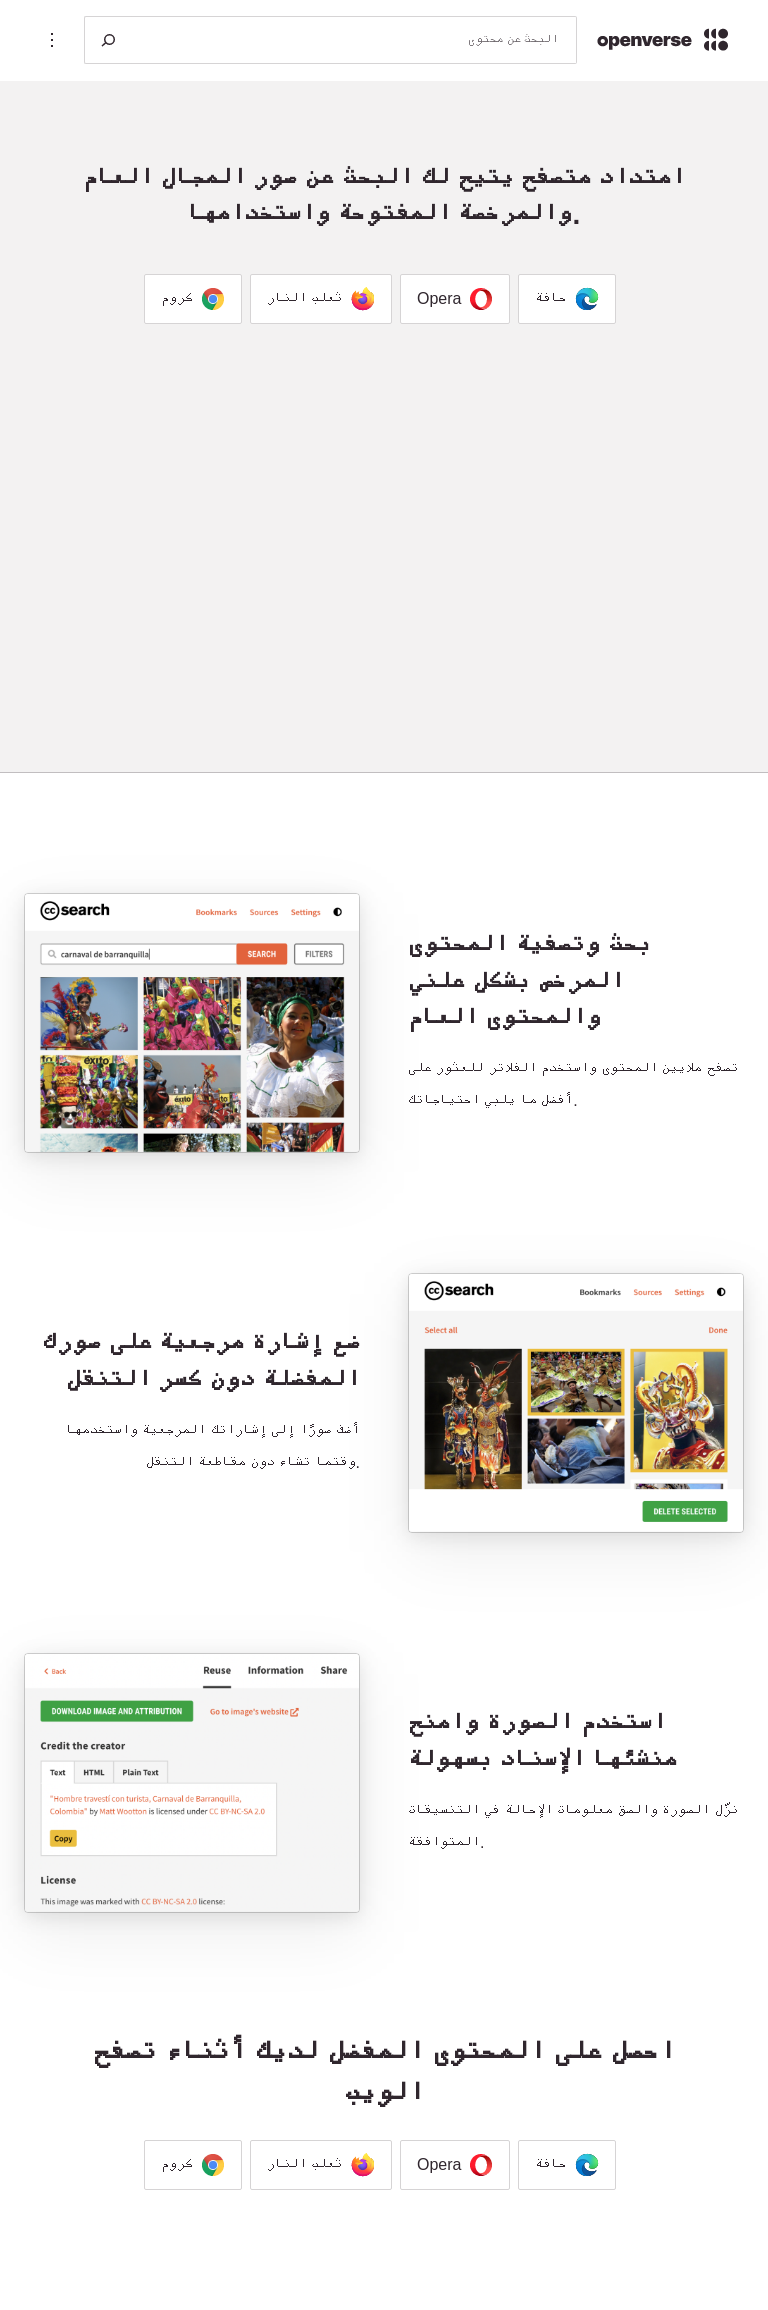 openverse
البحث عن محتوى
امتداد متصفح يتيح لك البحث عن صور المجال العام
والمرخصة المفتوحة واستخدامها.
حافة
Opera
ثعلب النار
كروم
cc search
Bookmarks Sources Settings
carnaval de barranquilla SEARCH FILTERS
éxito
éxito
éxito
بحث وتصفية المحتوى
المرخص بشكل علني
والمحتوى العام
تصفح ملايين المحتوى واستخدم الفلاتر للعثور على
أفضل ما يلبي احتياجاتك.
cc search
Bookmarks Sources Settings
Select all Done
DELETE SELECTED
ضع إشارة مرجعية على صورك
المفضلة دون كسر التنقل
أضف صورًا إلى إشاراتك المرجعية واستخدمها
وقتما تشاء دون مقاطعة التنقل.
Back Reuse Information Share
DOWNLOAD IMAGE AND ATTRIBUTION Go to image's website
Credit the creator
Text HTML Plain Text
"Hombre travestí con turista, Carnaval de Barranquilla,
Colombia" by Matt Wootton is licensed under CC BY-NC-SA 2.0
Copy
License
This image was marked with CC BY-NC-SA 2.0 license:
استخدم الصورة وامنح
منشئها الإسناد بسهولة
نزّل الصورة والصق معلومات الإحالة في التنسيقات
المتوافقة.
احصل على المحتوى المفضل لديك أثناء تصفح
الويب
حافة
Opera
ثعلب النار
كروم